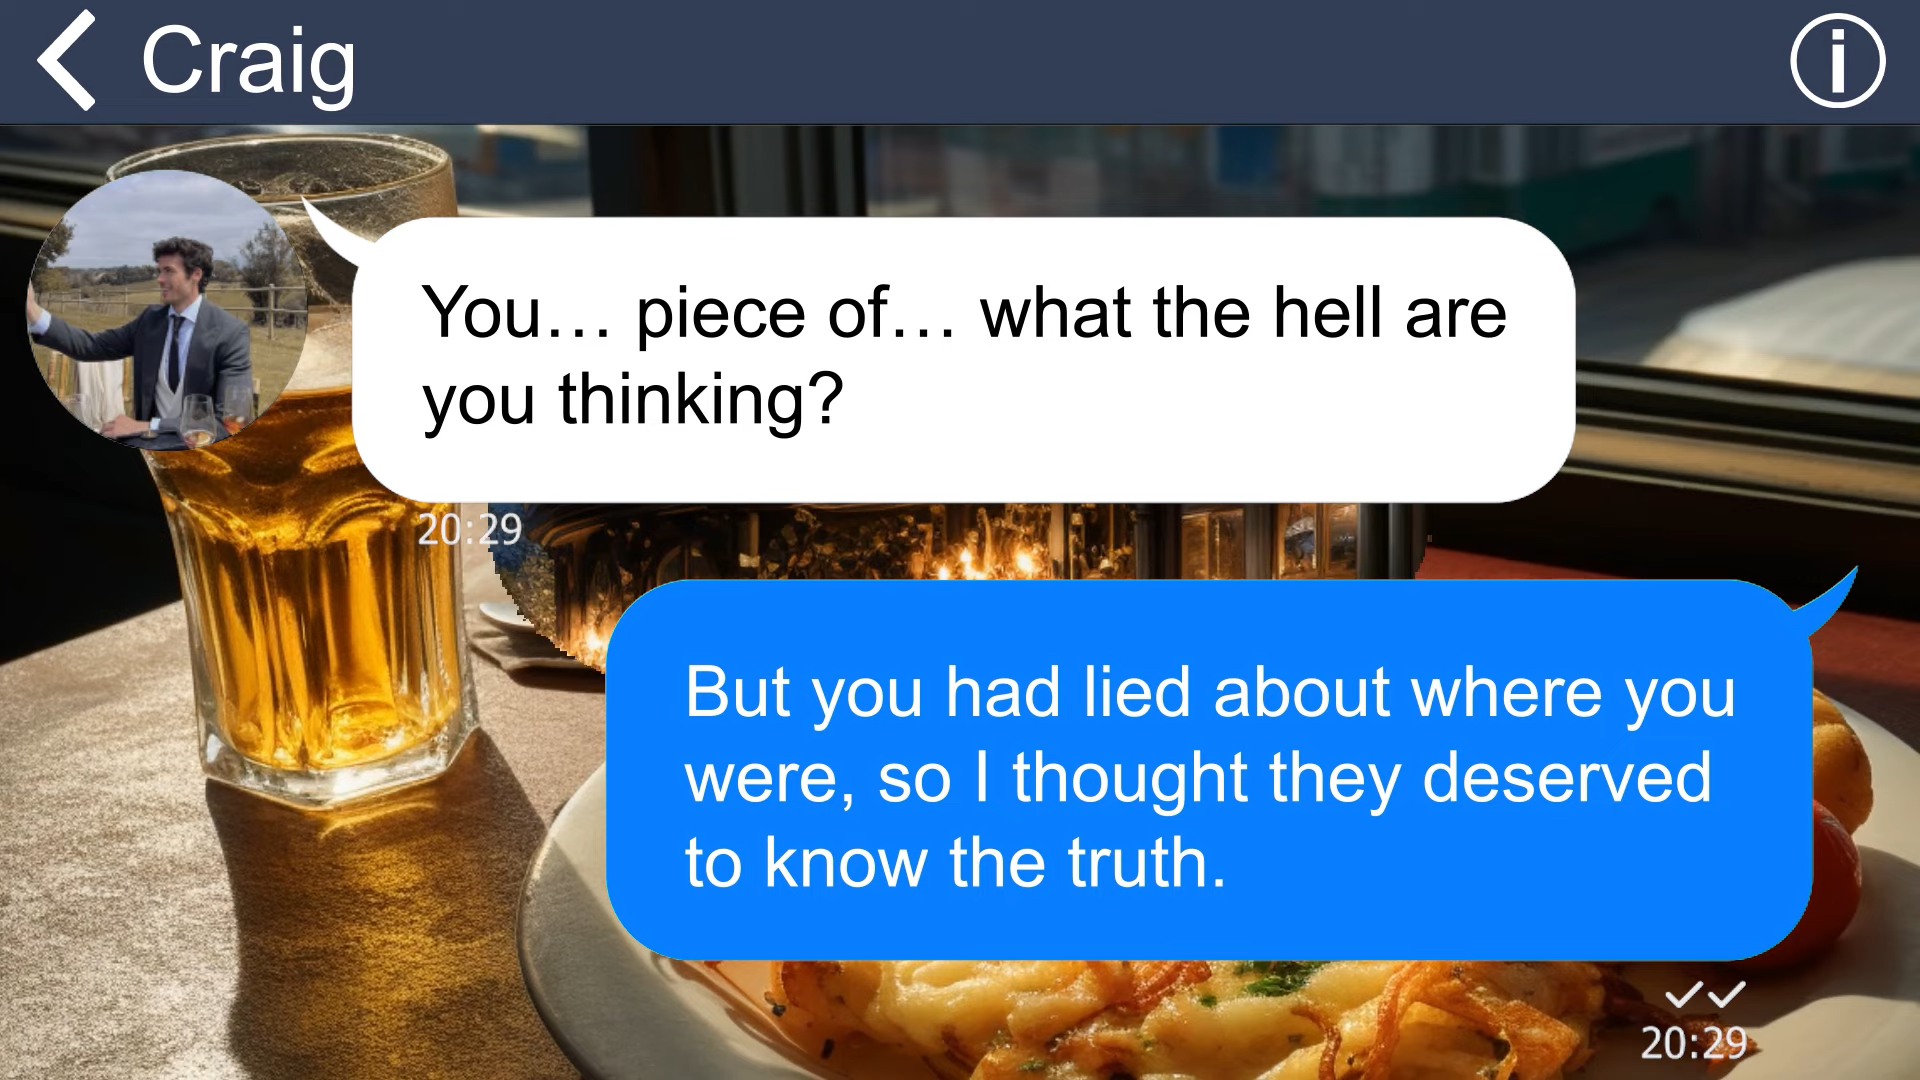 Craig
You… piece of… what the hell are
you thinking?
20:29
But you had lied about where you
were, so I thought they deserved
to know the truth.
20:29